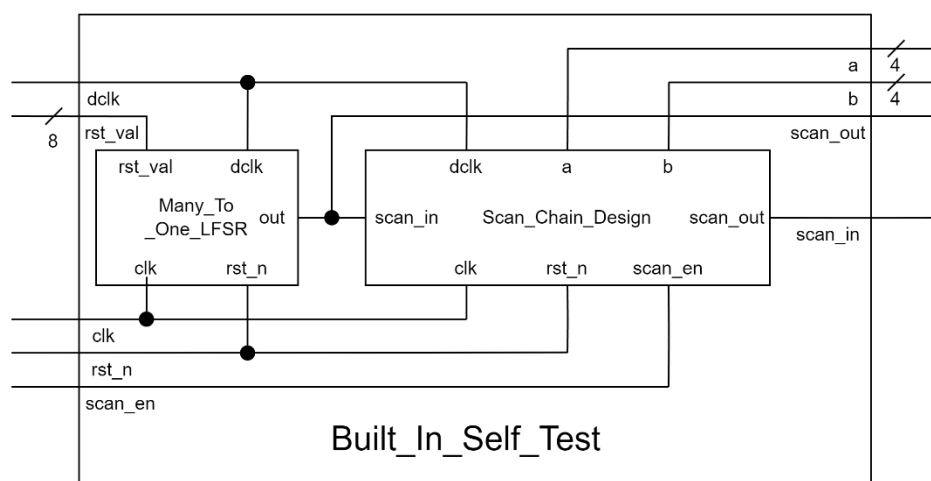 a
4
dclk
b
4
rst_val
8
scan_out
rst_val
dclk
dclk
a
b
Many_To
_One_LFSR
out
scan_in
Scan_Chain_Design
scan_out
scan_in
clk
rst_n
clk
rst_n
scan_en
clk
rst_n
scan_en
Built_In_Self_Test